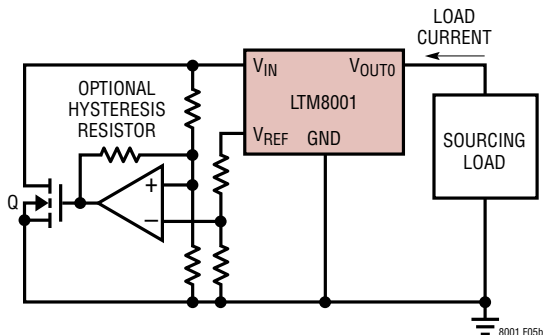 LOAD
CURRENT
VIN
VOUT0
LTM8001
VREF
GND
OPTIONAL
HYSTERESIS
RESISTOR
SOURCING
LOAD
Q
+
−
8001 F05b